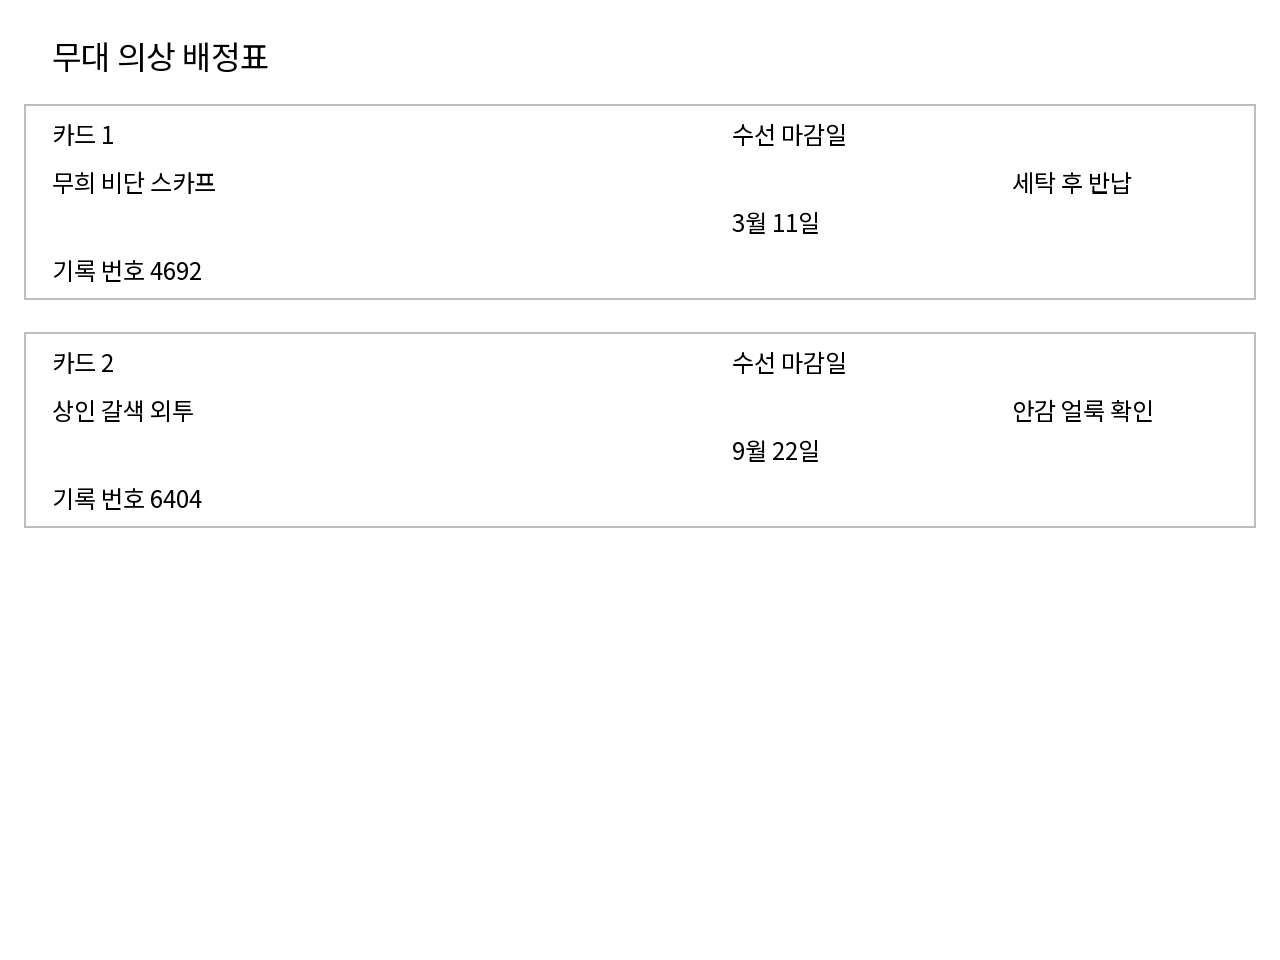 무대 의상 배정표
카드 1
무희 비단 스카프
기록 번호 4692
수선 마감일
3월 11일
세탁 후 반납
카드 2
상인 갈색 외투
기록 번호 6404
수선 마감일
9월 22일
안감 얼룩 확인